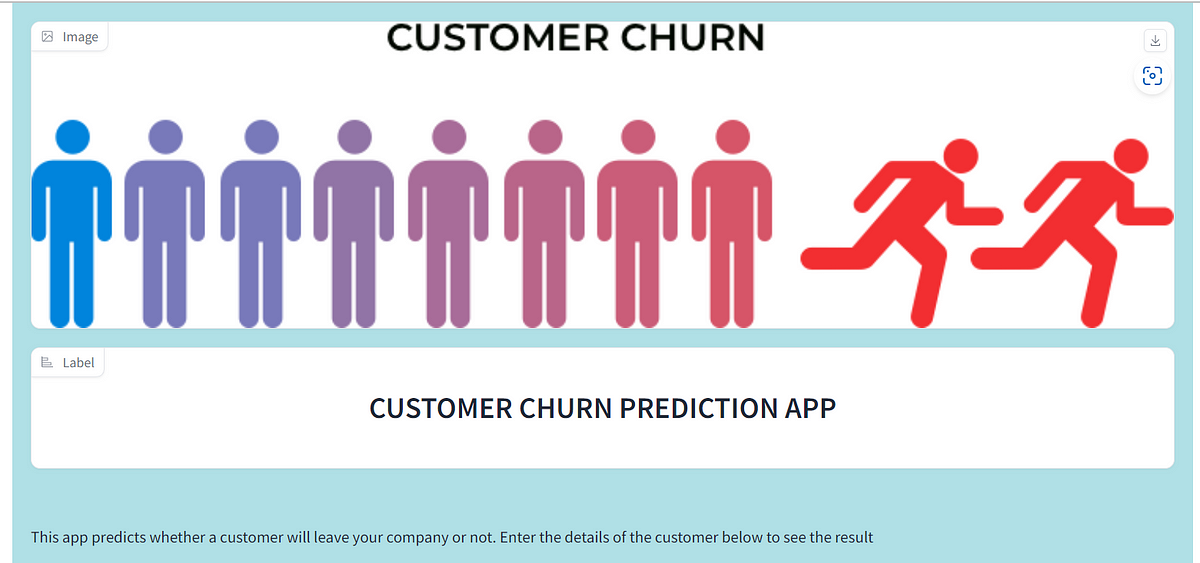 Image
CUSTOMER CHURN
Label
CUSTOMER CHURN PREDICTION APP
This app predicts whether a customer will leave your company or not. Enter the details of the customer below to see the result